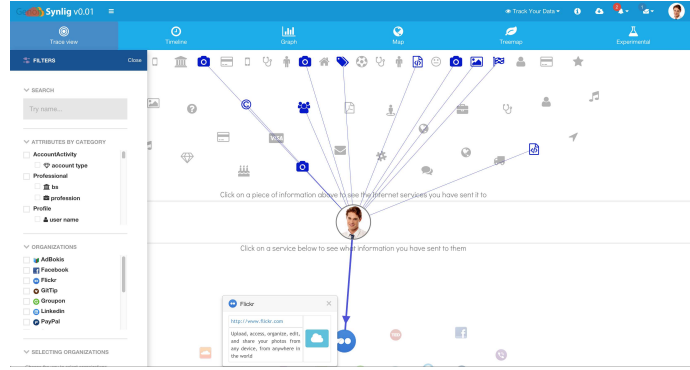 Synlig v0.01
Track Your Data
Trace view
Timeline
Graph
Map
Treemap
Experimental
FILTERS
Close
SEARCH
Try name...
ATTRIBUTES BY CATEGORY
AccountActivity
account type
Professional
bs
profession
Profile
user name
ORGANIZATIONS
AdBokis
Facebook
Flickr
GitTip
Groupon
Linkedin
PayPal
SELECTING ORGANIZATIONS
Click on a piece of information above to see the Internet services you have sent it to
Click on a service below to see what information you have sent to them
Flickr
http://www.flickr.com
Upload, access, organize, edit,
and share your photos from
any device, from anywhere in
the world